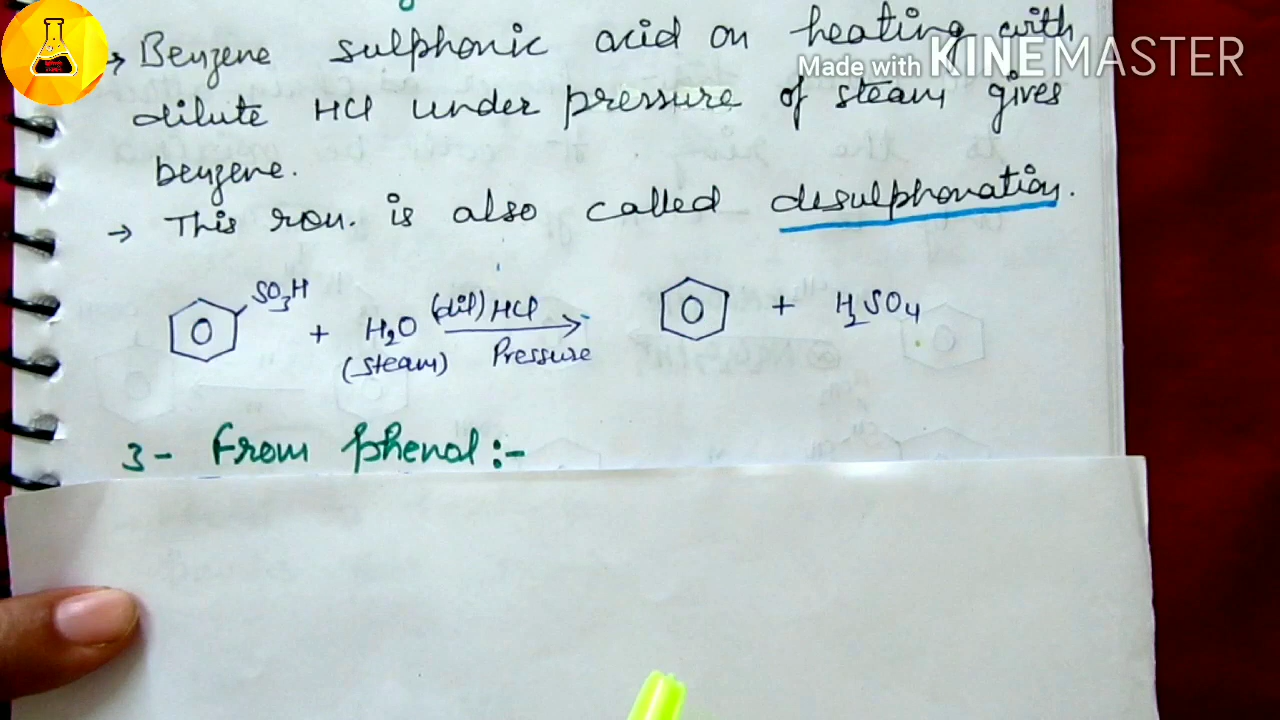 → Benzene sulphonic acid on heating with
Made with KINEMASTER
dilute HCl under pressure of steam gives
benzene.
→ This rxn. is also called desulphonation.
SO3H
+ H2O (dil) HCl + H2SO4
(steam) Pressure
3- From phenol :-